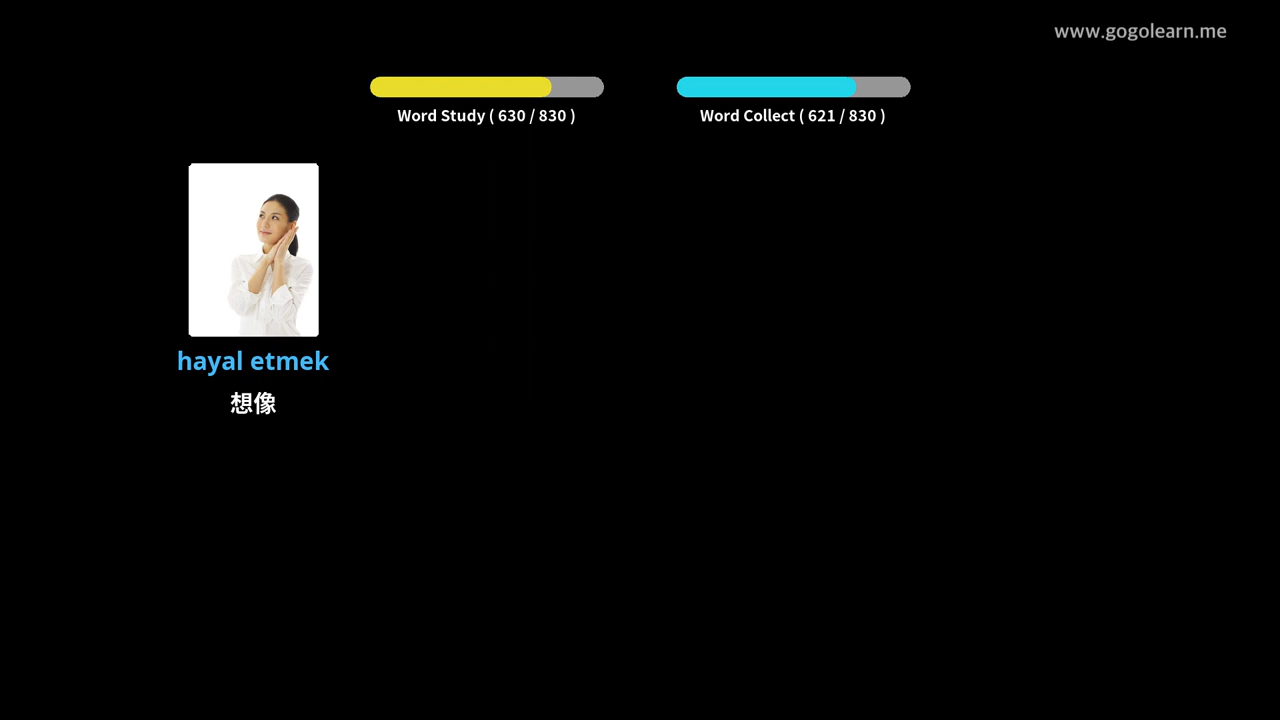 www.gogolearn.me
Word Study ( 630 / 830 )
Word Collect ( 621 / 830 )
hayal etmek
想像